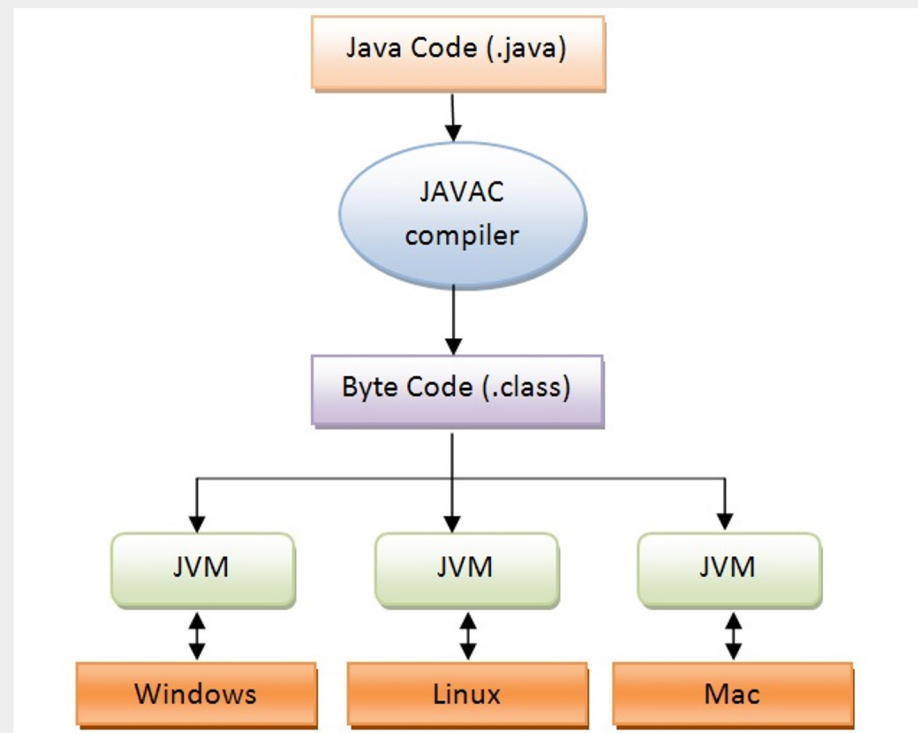 Java Code (.java)
JAVAC
compiler
Byte Code (.class)
JVM
JVM
JVM
Windows
Linux
Mac